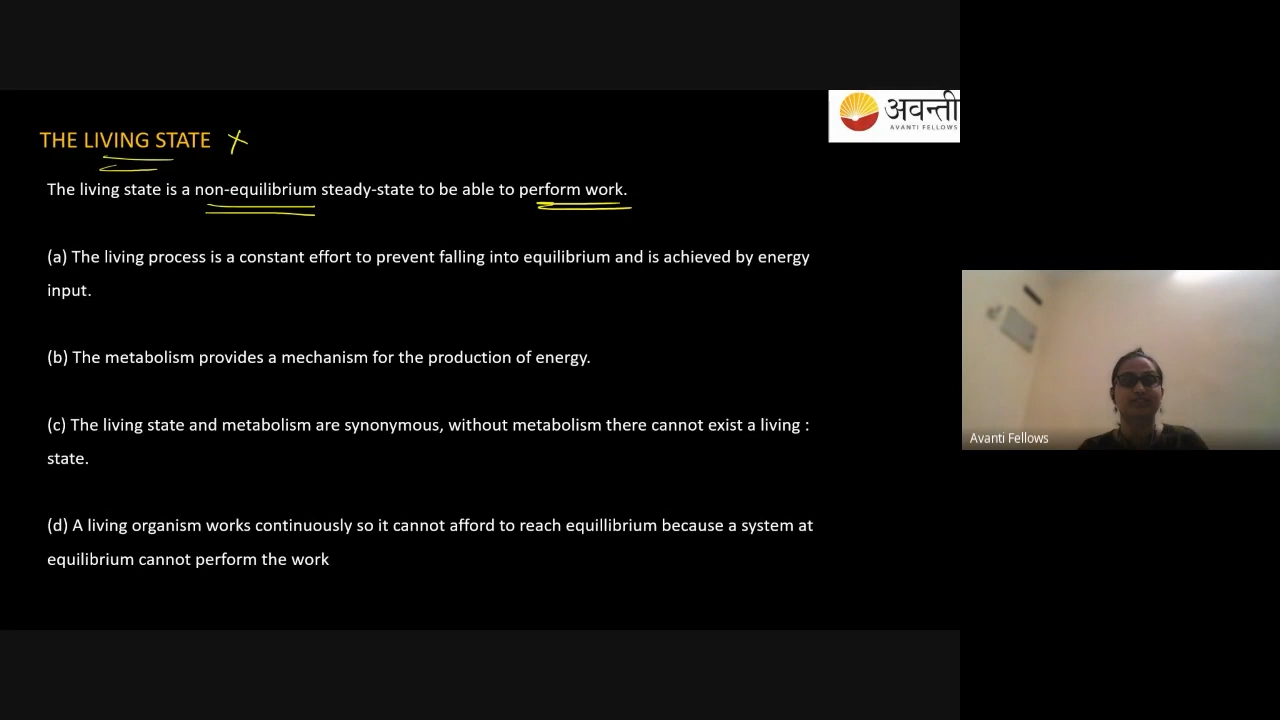 अवन्ती
AVANTI FELLOWS
THE LIVING STATE
The living state is a non-equilibrium steady-state to be able to perform work.
(a) The living process is a constant effort to prevent falling into equilibrium and is achieved by energy
input.
(b) The metabolism provides a mechanism for the production of energy.
(c) The living state and metabolism are synonymous, without metabolism there cannot exist a living :
state.
(d) A living organism works continuously so it cannot afford to reach equillibrium because a system at
equilibrium cannot perform the work
Avanti Fellows